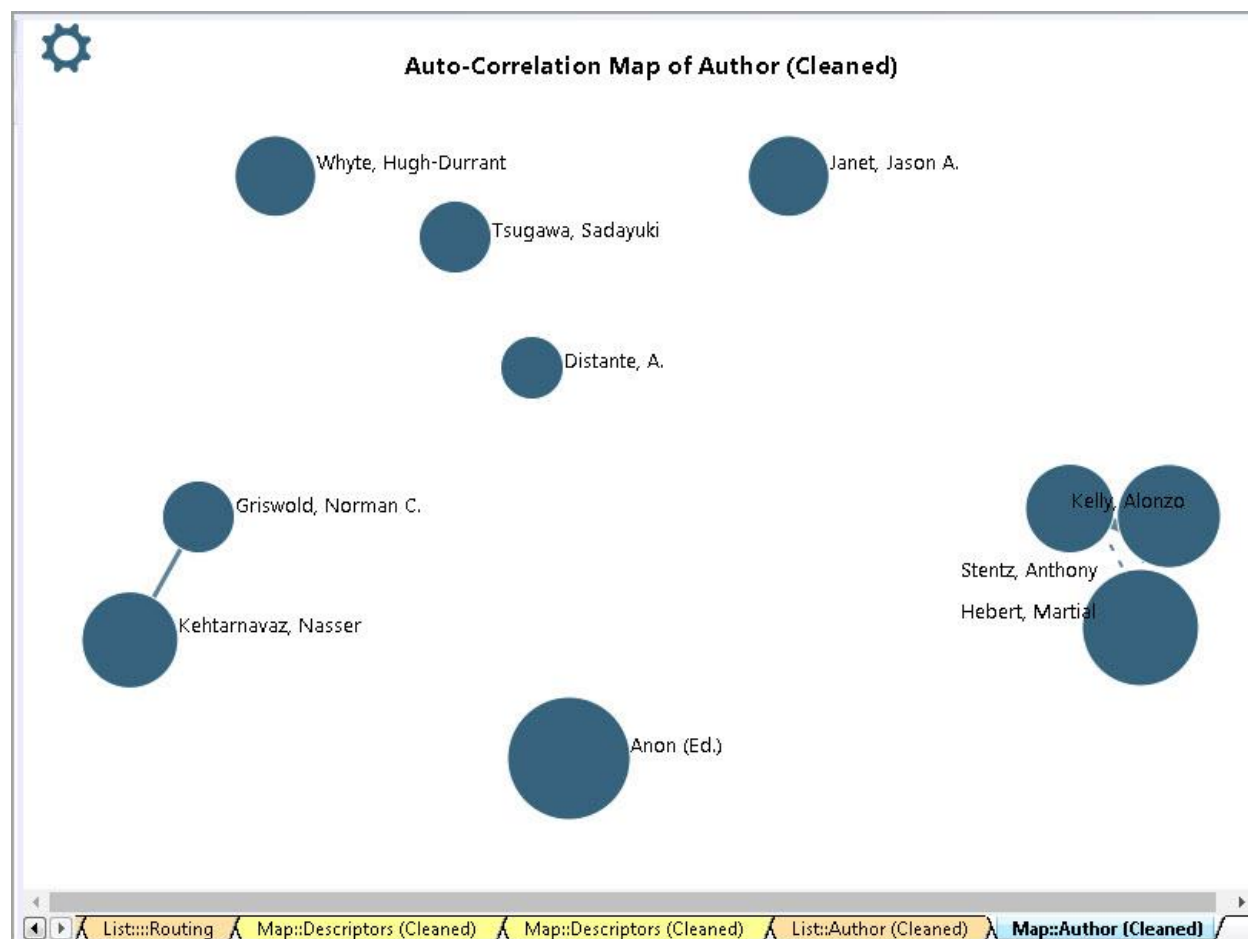 Auto-Correlation Map of Author (Cleaned)
Whyte, Hugh-Durrant
Janet, Jason A.
Tsugawa, Sadayuki
Distante, A.
Griswold, Norman C.
Kelly, Alonzo
Stentz, Anthony
Hebert, Martial
Kehtarnavaz, Nasser
Anon (Ed.)
List::::Routing Map::Descriptors (Cleaned) Map::Descriptors (Cleaned) List::Author (Cleaned) Map::Author (Cleaned)